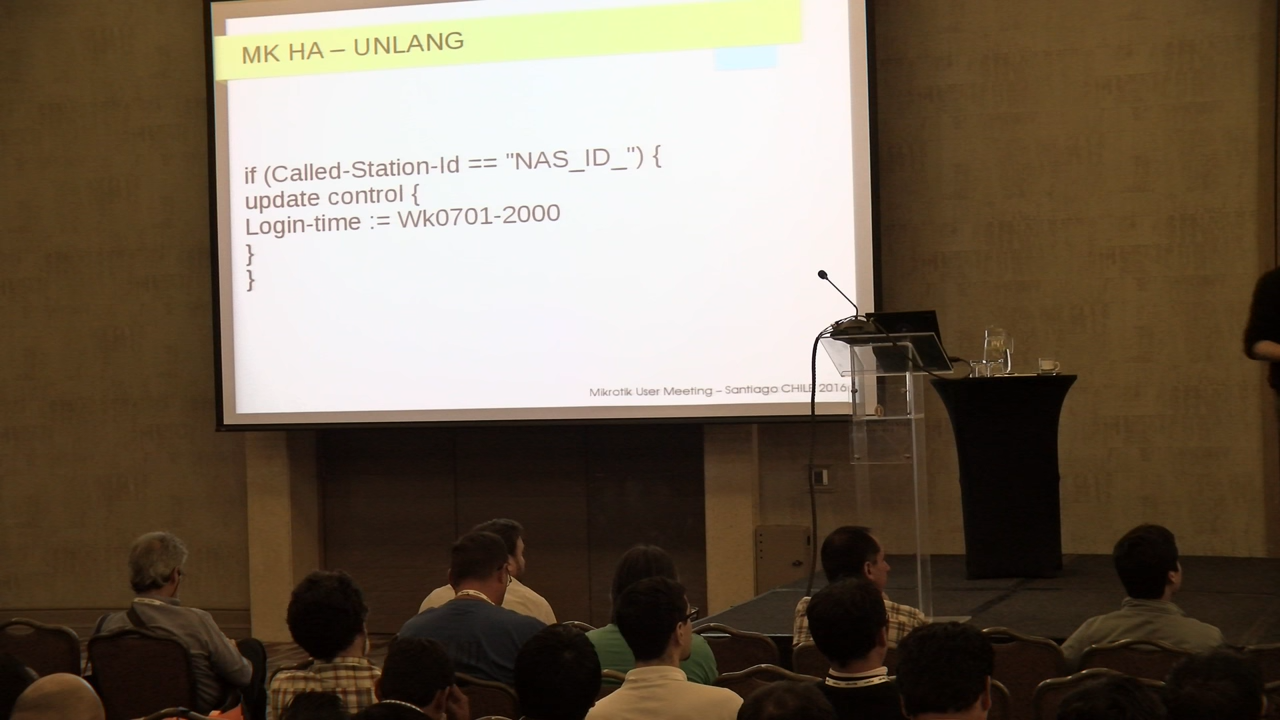 MK HA – UNLANG
if (Called-Station-Id == "NAS_ID_") {
update control {
Login-time := Wk0701-2000
}
}
Mikrotik User Meeting – Santiago CHILE 2016